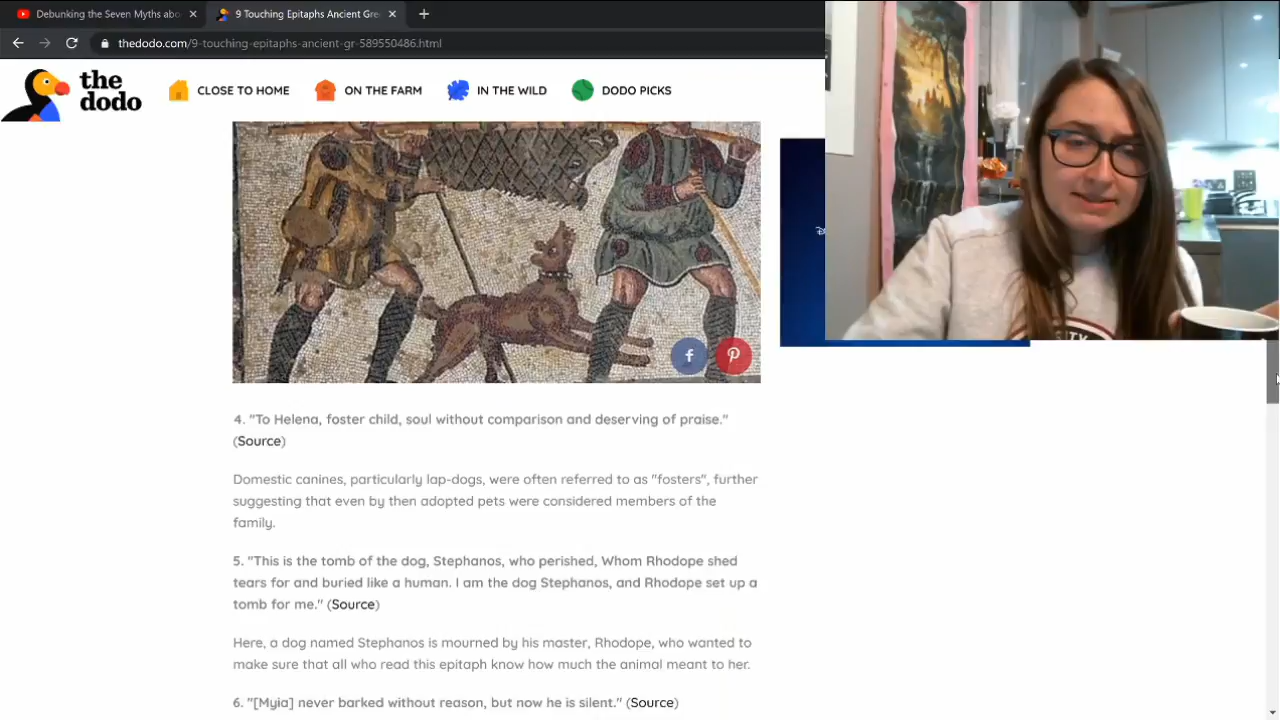 Debunking the Seven Myths abo
9 Touching Epitaphs Ancient Gre
thedodo.com/9-touching-epitaphs-ancient-gr-589550486.html
the
dodo
CLOSE TO HOME
ON THE FARM
IN THE WILD
DODO PICKS
4. "To Helena, foster child, soul without comparison and deserving of praise."
(Source)
Domestic canines, particularly lap-dogs, were often referred to as "fosters", further
suggesting that even by then adopted pets were considered members of the
family.
5. "This is the tomb of the dog, Stephanos, who perished, Whom Rhodope shed
tears for and buried like a human. I am the dog Stephanos, and Rhodope set up a
tomb for me." (Source)
Here, a dog named Stephanos is mourned by his master, Rhodope, who wanted to
make sure that all who read this epitaph know how much the animal meant to her.
6. "[Myia] never barked without reason, but now he is silent." (Source)